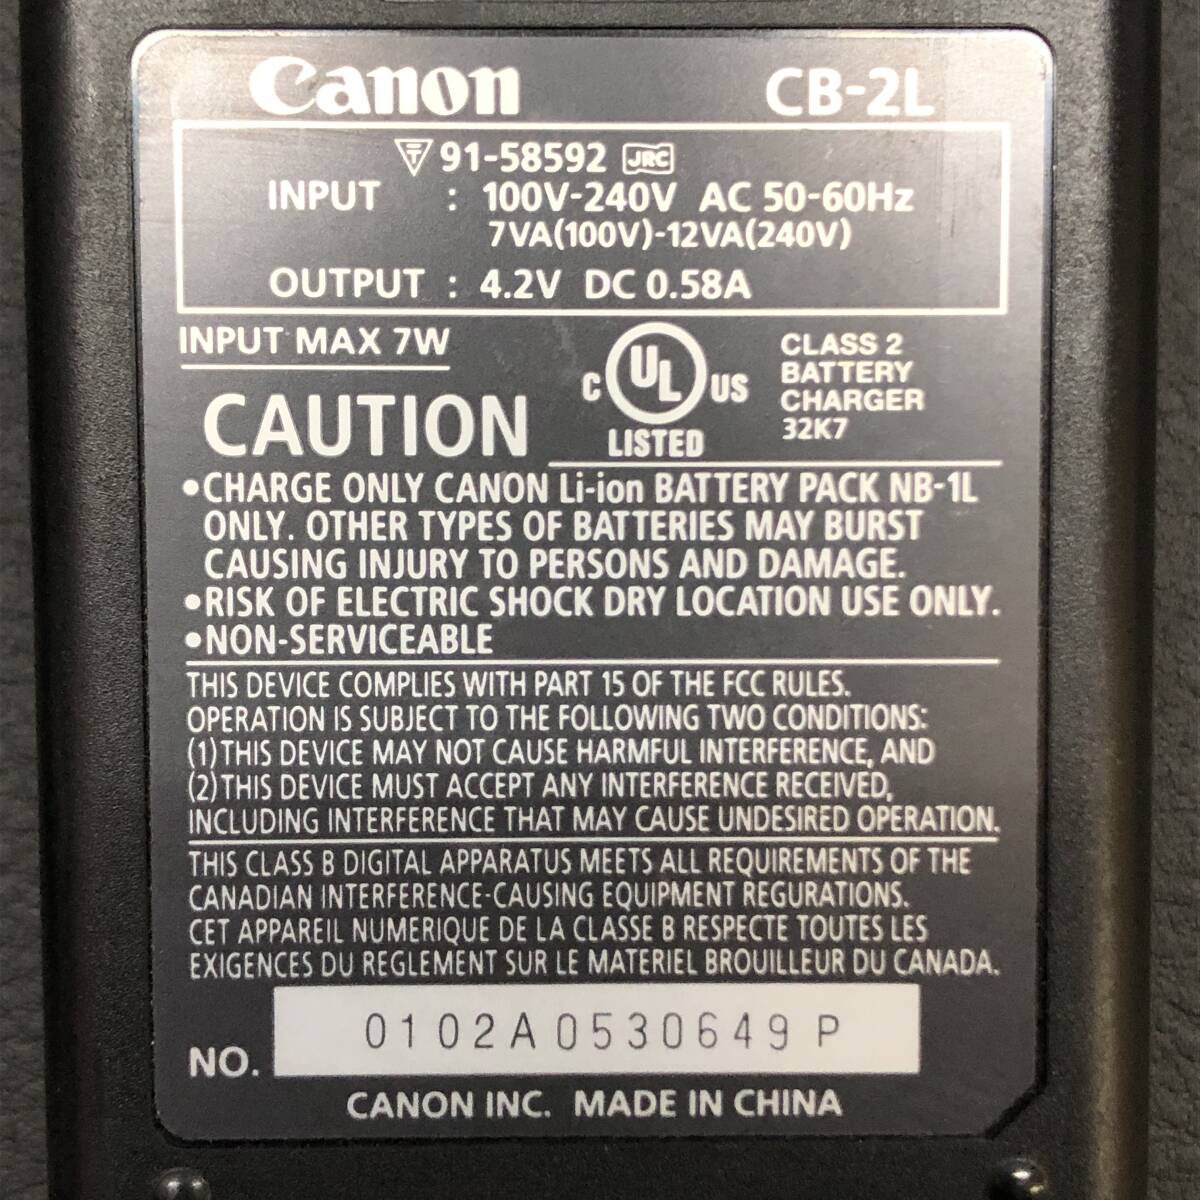 Canon CB-2L
91-58592 JRC
INPUT : 100V-240V AC 50-60Hz
7VA(100V)-12VA(240V)
OUTPUT : 4.2V DC 0.58A
INPUT MAX 7W
C UL US
LISTED
CLASS 2
BATTERY
CHARGER
32K7
CAUTION
•CHARGE ONLY CANON Li-ion BATTERY PACK NB-1L
ONLY. OTHER TYPES OF BATTERIES MAY BURST
CAUSING INJURY TO PERSONS AND DAMAGE.
•RISK OF ELECTRIC SHOCK DRY LOCATION USE ONLY.
•NON-SERVICEABLE
THIS DEVICE COMPLIES WITH PART 15 OF THE FCC RULES.
OPERATION IS SUBJECT TO THE FOLLOWING TWO CONDITIONS:
(1) THIS DEVICE MAY NOT CAUSE HARMFUL INTERFERENCE, AND
(2) THIS DEVICE MUST ACCEPT ANY INTERFERENCE RECEIVED,
INCLUDING INTERFERENCE THAT MAY CAUSE UNDESIRED OPERATION.
THIS CLASS B DIGITAL APPARATUS MEETS ALL REQUIREMENTS OF THE
CANADIAN INTERFERENCE-CAUSING EQUIPMENT REGURATIONS.
CET APPAREIL NUMERIQUE DE LA CLASSE B RESPECTE TOUTES LES
EXIGENCES DU REGLEMENT SUR LE MATERIEL BROUILLEUR DU CANADA.
NO. 0102A0530649P
CANON INC. MADE IN CHINA